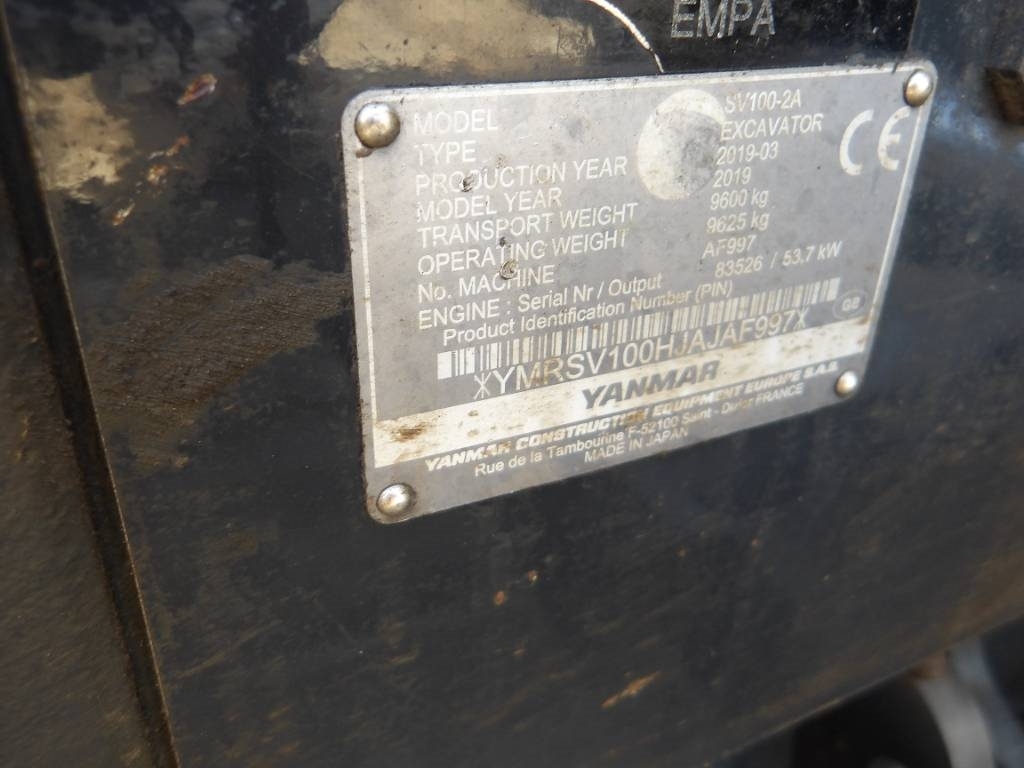 EMPA
MODEL SV100-2A
TYPE EXCAVATOR
PRODUCTION YEAR 2019-03
MODEL YEAR 2019
TRANSPORT WEIGHT 9600 kg
OPERATING WEIGHT 9625 kg
No. MACHINE AF997
ENGINE : Serial Nr / Output 83526 / 53.7 kW
Product Identification Number (PIN)
YMRSV100HJAJAF997
YANMAR
YANMAR CONSTRUCTION EQUIPMENT EUROPE S.A.S.
Rue de la Tambourine F-52100 Saint - Dizier FRANCE
MADE IN JAPAN
CE
GB